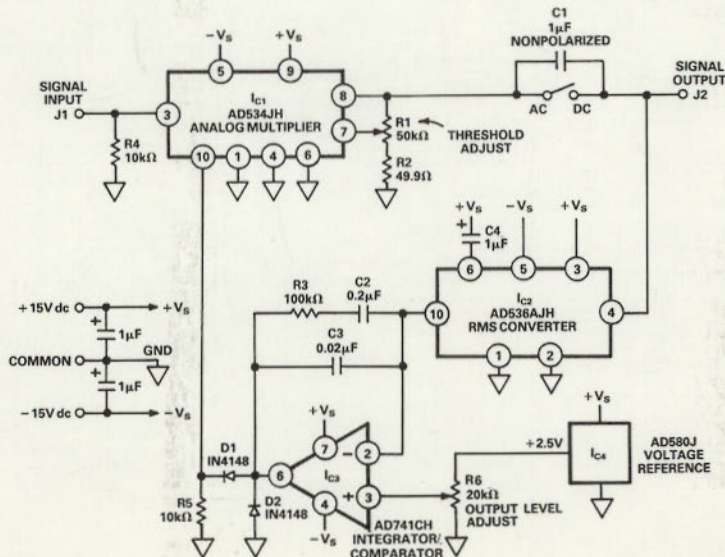 C1
1μF
NONPOLARIZED
−VS
+VS
SIGNAL
INPUT
J1
5
9
IC1
AD534JH
ANALOG MULTIPLIER
3
8
7
10
1
4
6
R4
10kΩ
R1
50kΩ
THRESHOLD
ADJUST
R2
49.9Ω
AC
DC
SIGNAL
OUTPUT
J2
+VS
−VS
+VS
+
C4
1μF
6
5
3
IC2
AD536AJH
RMS CONVERTER
10
4
1
2
R3
100kΩ
C2
0.2μF
C3
0.02μF
+15V dc
+VS
+
1μF
COMMON
GND
+
1μF
−15V dc
−VS
D1
IN4148
R5
10kΩ
D2
IN4148
+VS
7
−
2
6
IC3
+
3
4
−VS
AD741CH
INTEGRATOR/
COMPARATOR
R6
20kΩ
OUTPUT LEVEL
ADJUST
+2.5V
+VS
IC4
AD580J
VOLTAGE
REFERENCE